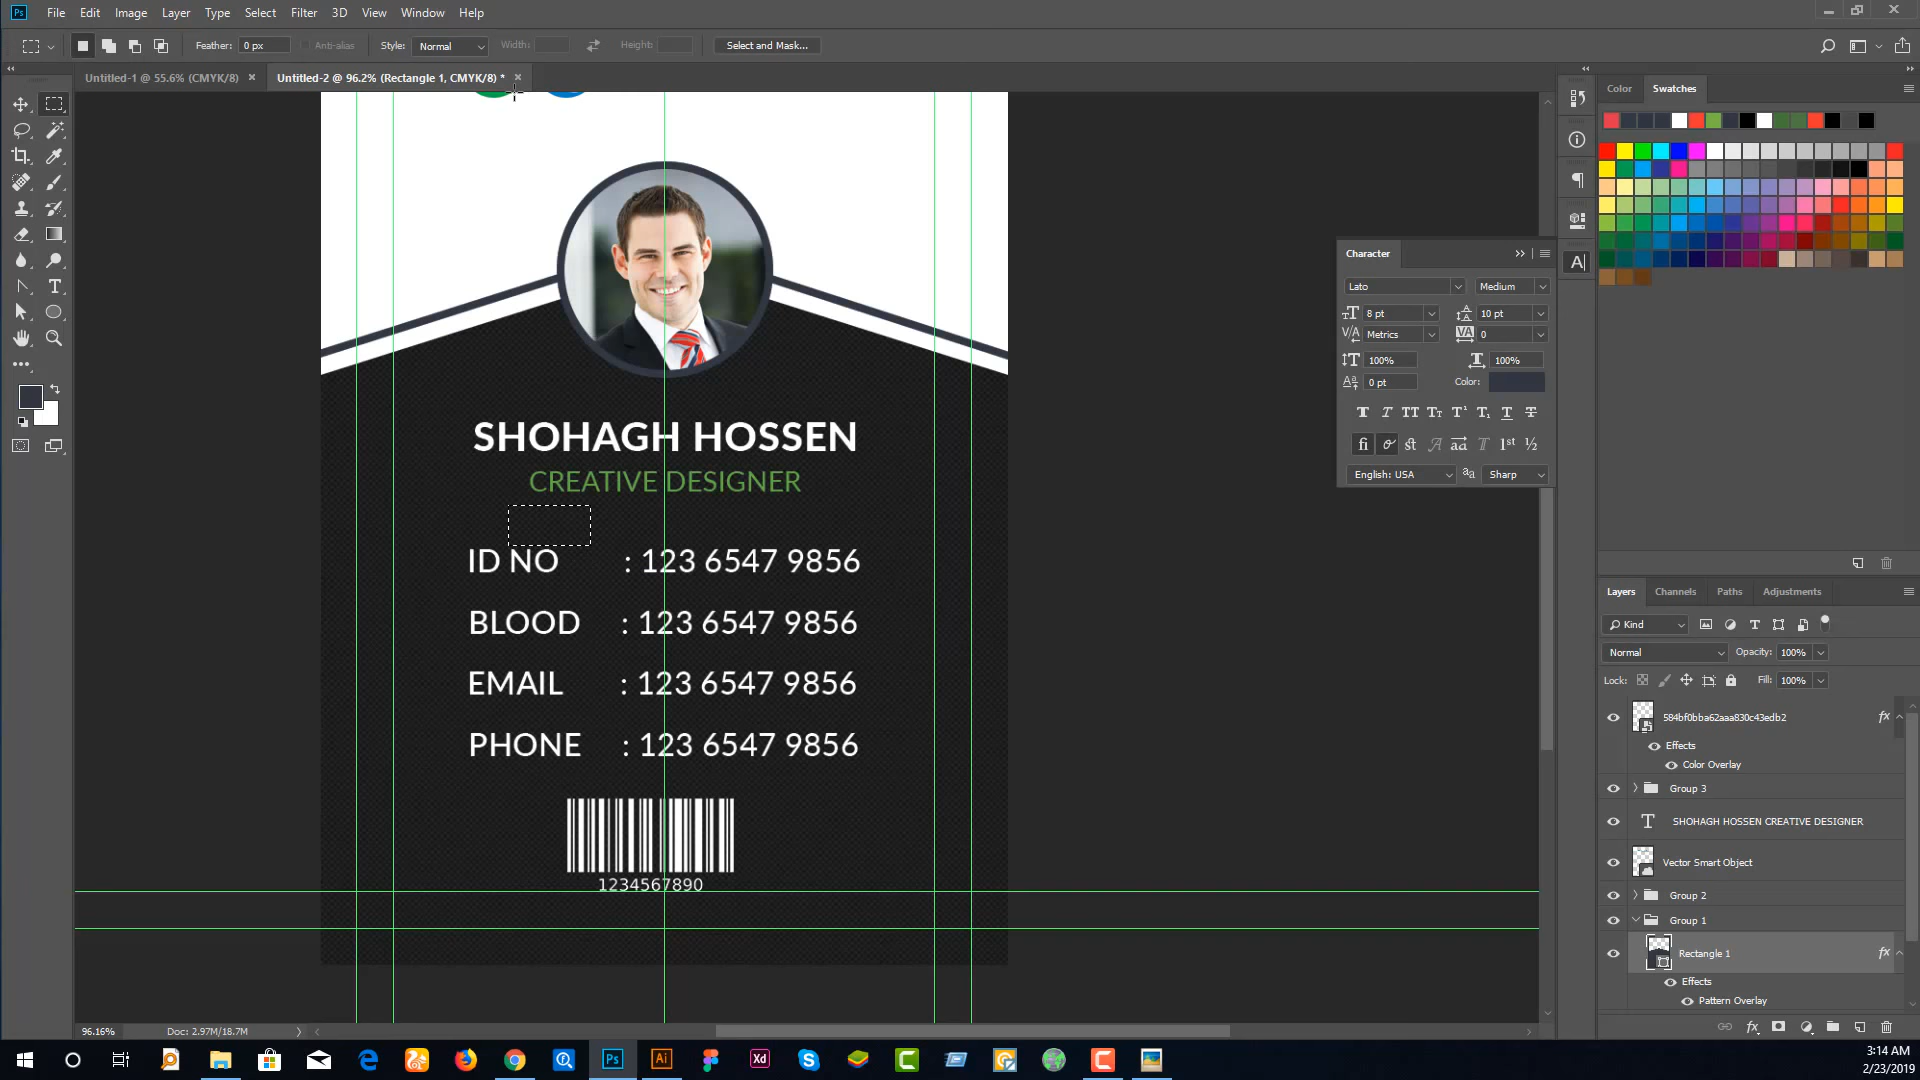 Ps File Edit Image Layer Type Select Filter 3D View Window Help
Feather: 0 px Anti-alias Style: Normal Width: Height: Select and Mask...
Untitled-1 @ 55.6% (CMYK/8) × Untitled-2 @ 96.2% (Rectangle 1, CMYK/8) * ×
Color Swatches
Character
Lato Medium
8 pt 10 pt
Metrics 0
100% 100%
0 pt Color:
English: USA Sharp
SHOHAGH HOSSEN
CREATIVE DESIGNER
ID NO : 123 6547 9856
BLOOD : 123 6547 9856
EMAIL : 123 6547 9856
PHONE : 123 6547 9856
1234567890
Layers Channels Paths Adjustments
Kind
Normal Opacity: 100%
Lock: Fill: 100%
584bf0bba62aaa830c43edb2 fx
Effects
Color Overlay
Group 3
SHOHAGH HOSSEN CREATIVE DESIGNER
Vector Smart Object
Group 2
Group 1
Rectangle 1 fx
Effects
Pattern Overlay
96.16% Doc: 2.97M/18.7M
Ps Ai Xd
3:14 AM
2/23/2019